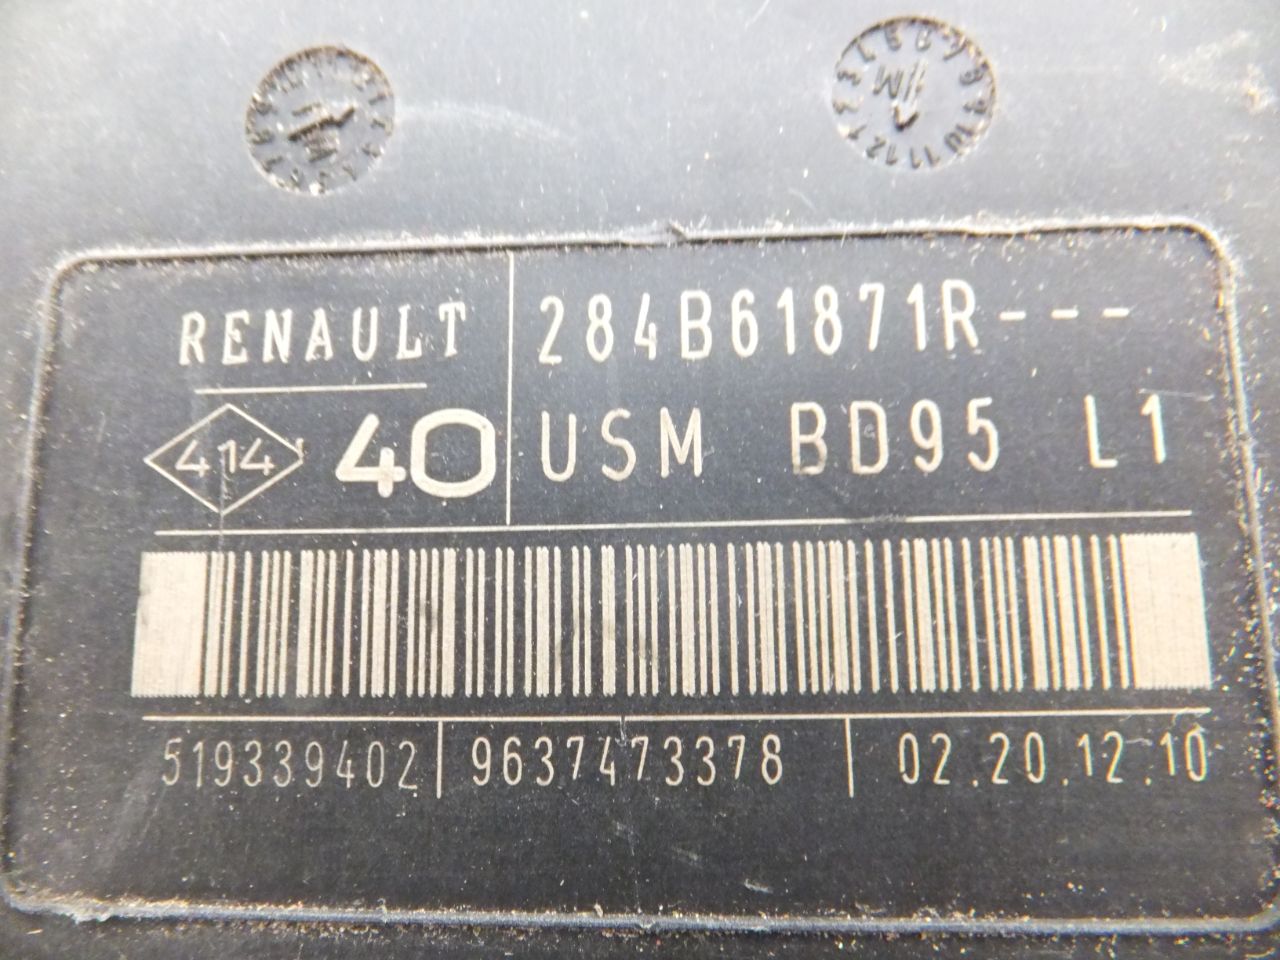 RENAULT
284B61871R---
414
40
USM BD95 L1
519339402
9637473378
02.20.12.10